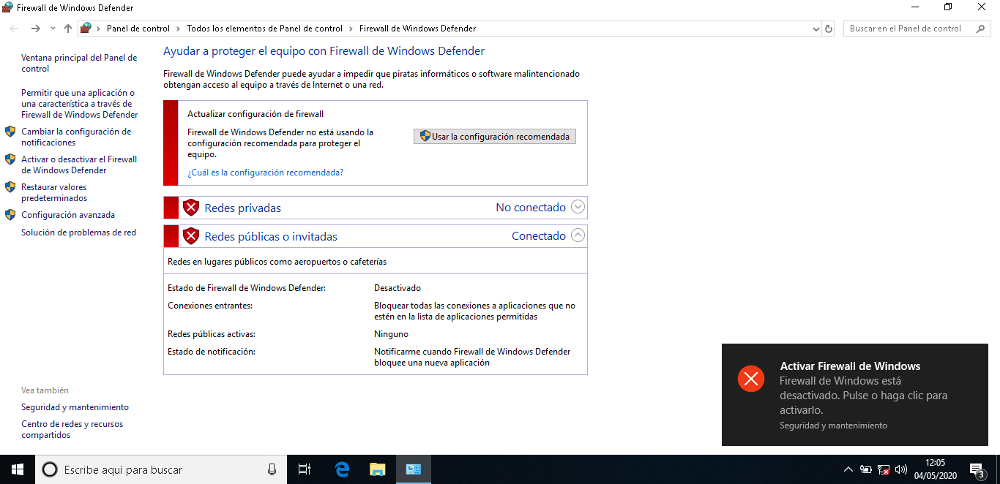 Firewall de Windows Defender
Panel de control
Todos los elementos de Panel de control
Firewall de Windows Defender
Buscar en el Panel de control
Ventana principal del Panel de
control
Permitir que una aplicación o
una característica a través de
Firewall de Windows Defender
Cambiar la configuración de
notificaciones
Activar o desactivar el Firewall
de Windows Defender
Restaurar valores
predeterminados
Configuración avanzada
Solución de problemas de red
Vea también
Seguridad y mantenimiento
Centro de redes y recursos
compartidos
Ayudar a proteger el equipo con Firewall de Windows Defender
Firewall de Windows Defender puede ayudar a impedir que piratas informáticos o software malintencionado
obtengan acceso al equipo a través de Internet o una red.
Actualizar configuración de firewall
Firewall de Windows Defender no está usando la
configuración recomendada para proteger el
equipo.
Usar la configuración recomendada
¿Cuál es la configuración recomendada?
Redes privadas
No conectado
Redes públicas o invitadas
Conectado
Redes en lugares públicos como aeropuertos o cafeterías
Estado de Firewall de Windows Defender:
Desactivado
Conexiones entrantes:
Bloquear todas las conexiones a aplicaciones que no
estén en la lista de aplicaciones permitidas
Redes públicas activas:
Ninguno
Estado de notificación:
Notificarme cuando Firewall de Windows Defender
bloquee una nueva aplicación
Activar Firewall de Windows
Firewall de Windows está
desactivado. Pulse o haga clic para
activarlo.
Seguridad y mantenimiento
Escribe aquí para buscar
12:05
04/05/2020
3